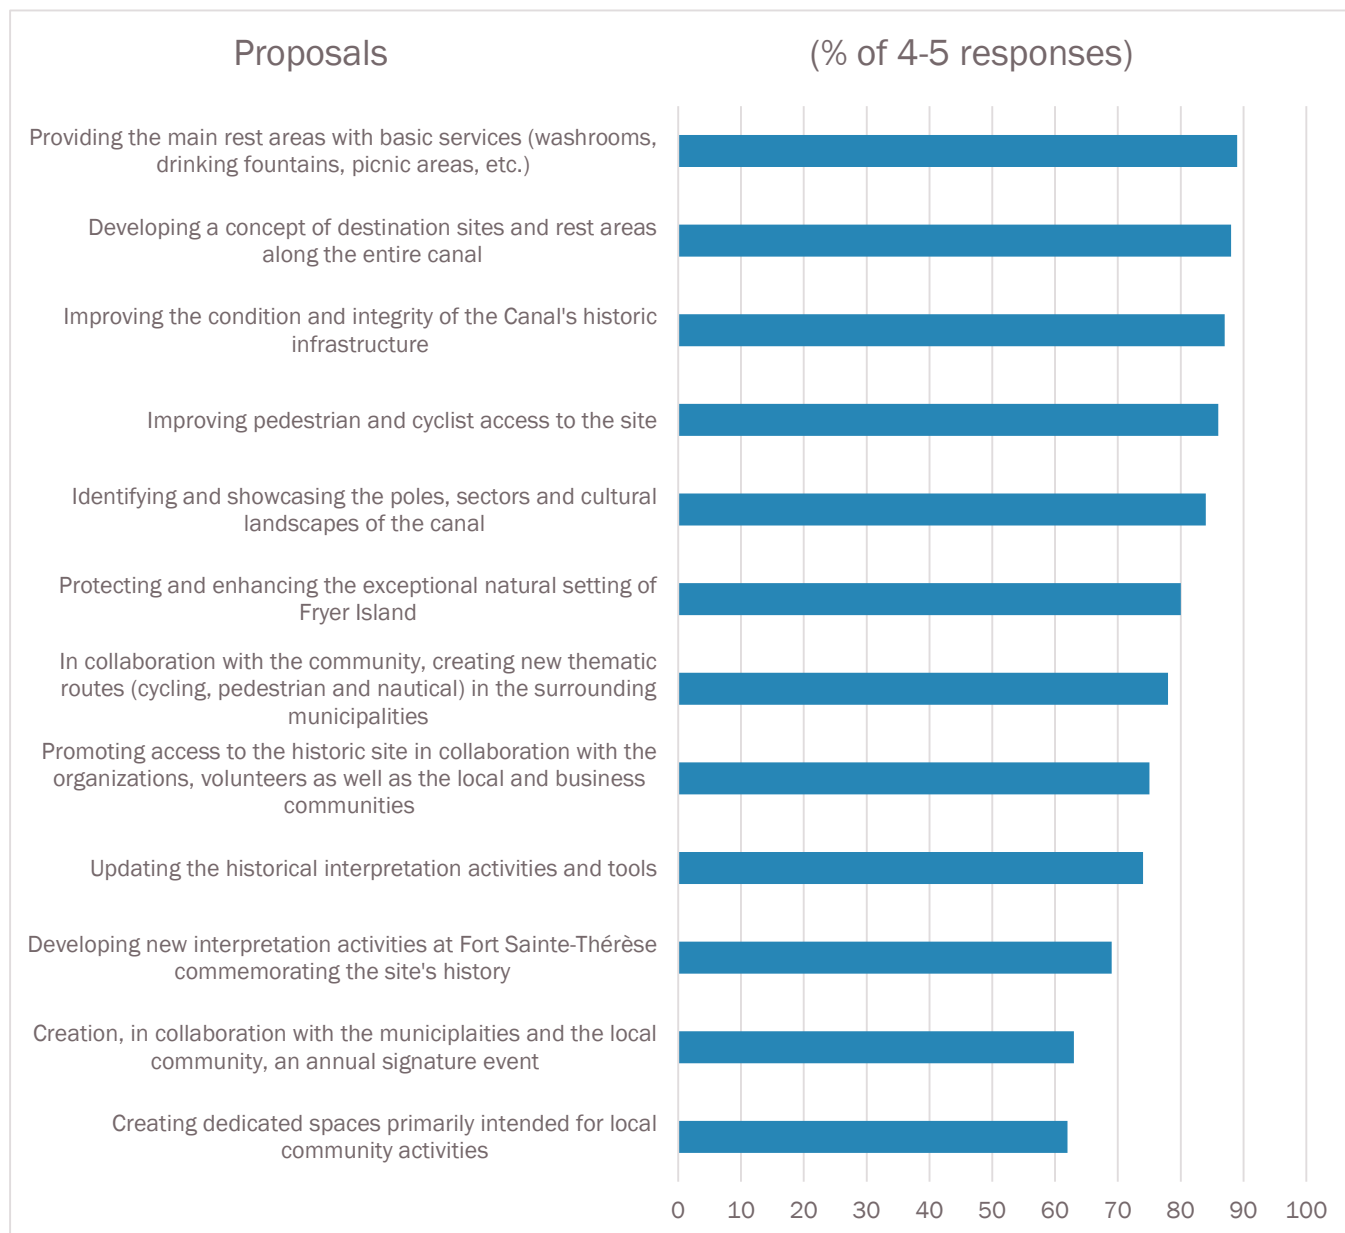 Proposals
(% of 4-5 responses)
Providing the main rest areas with basic services (washrooms,
drinking fountains, picnic areas, etc.)
Developing a concept of destination sites and rest areas
along the entire canal
Improving the condition and integrity of the Canal's historic
infrastructure
Improving pedestrian and cyclist access to the site
Identifying and showcasing the poles, sectors and cultural
landscapes of the canal
Protecting and enhancing the exceptional natural setting of
Fryer Island
In collaboration with the community, creating new thematic
routes (cycling, pedestrian and nautical) in the surrounding
municipalities
Promoting access to the historic site in collaboration with the
organizations, volunteers as well as the local and business
communities
Updating the historical interpretation activities and tools
Developing new interpretation activities at Fort Sainte-Thérèse
commemorating the site's history
Creation, in collaboration with the municiplaities and the local
community, an annual signature event
Creating dedicated spaces primarily intended for local
community activities
0 10 20 30 40 50 60 70 80 90 100